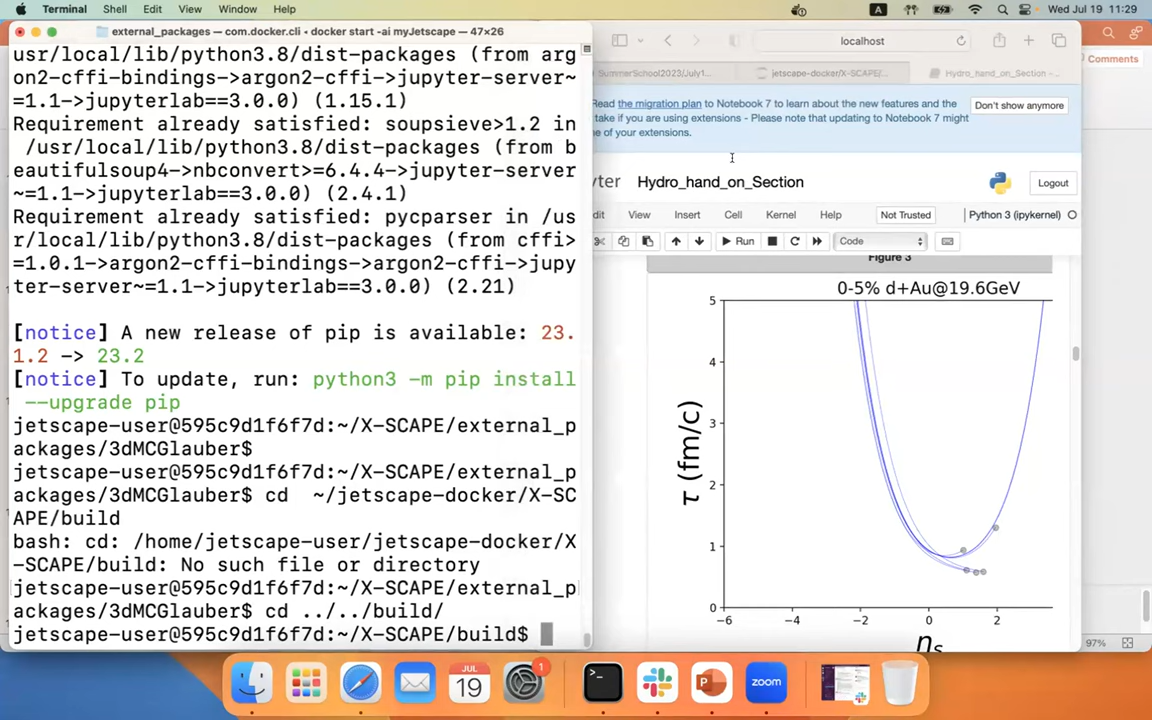 Terminal Shell Edit View Window Help
A
Wed Jul 19 11:29
external_packages — com.docker.cli ‹ docker start -ai myJetscape — 47×26
usr/local/lib/python3.8/dist-packages (from arg
on2-cffi-bindings->argon2-cffi->jupyter-server~
=1.1->jupyterlab==3.0.0) (1.15.1)
Requirement already satisfied: soupsieve>1.2 in
/usr/local/lib/python3.8/dist-packages (from b
eautifulsoup4->nbconvert>=6.4.4->jupyter-server
~=1.1->jupyterlab==3.0.0) (2.4.1)
Requirement already satisfied: pycparser in /us
r/local/lib/python3.8/dist-packages (from cffi>
=1.0.1->argon2-cffi-bindings->argon2-cffi->jupy
ter-server~=1.1->jupyterlab==3.0.0) (2.21)
[notice] A new release of pip is available: 23.
1.2 -> 23.2
[notice] To update, run: python3 -m pip install
--upgrade pip
jetscape-user@595c9d1f6f7d:~/X-SCAPE/external_p
ackages/3dMCGlauber$
jetscape-user@595c9d1f6f7d:~/X-SCAPE/external_p
ackages/3dMCGlauber$ cd ~/jetscape-docker/X-SC
APE/build
bash: cd: /home/jetscape-user/jetscape-docker/X
-SCAPE/build: No such file or directory
jetscape-user@595c9d1f6f7d:~/X-SCAPE/external_p
ackages/3dMCGlauber$ cd ../../build/
jetscape-user@595c9d1f6f7d:~/X-SCAPE/build$
localhost
SummerSchool2023/July1...
jetscape-docker/X-SCAPE/...
Hydro_hand_on_Section -...
Read the migration plan to Notebook 7 to learn about the new features and the
take if you are using extensions - Please note that updating to Notebook 7 might
e of your extensions.
Don't show anymore
yter Hydro_hand_on_Section
Logout
dit View Insert Cell Kernel Help
Not Trusted
Python 3 (ipykernel)
Run
Code
Figure 3
0-5% d+Au@19.6GeV
5
4
3
2
1
0
τ (fm/c)
−6 −4 −2 0 2
ηs
Comments
97%
JUL
19
1
zoom